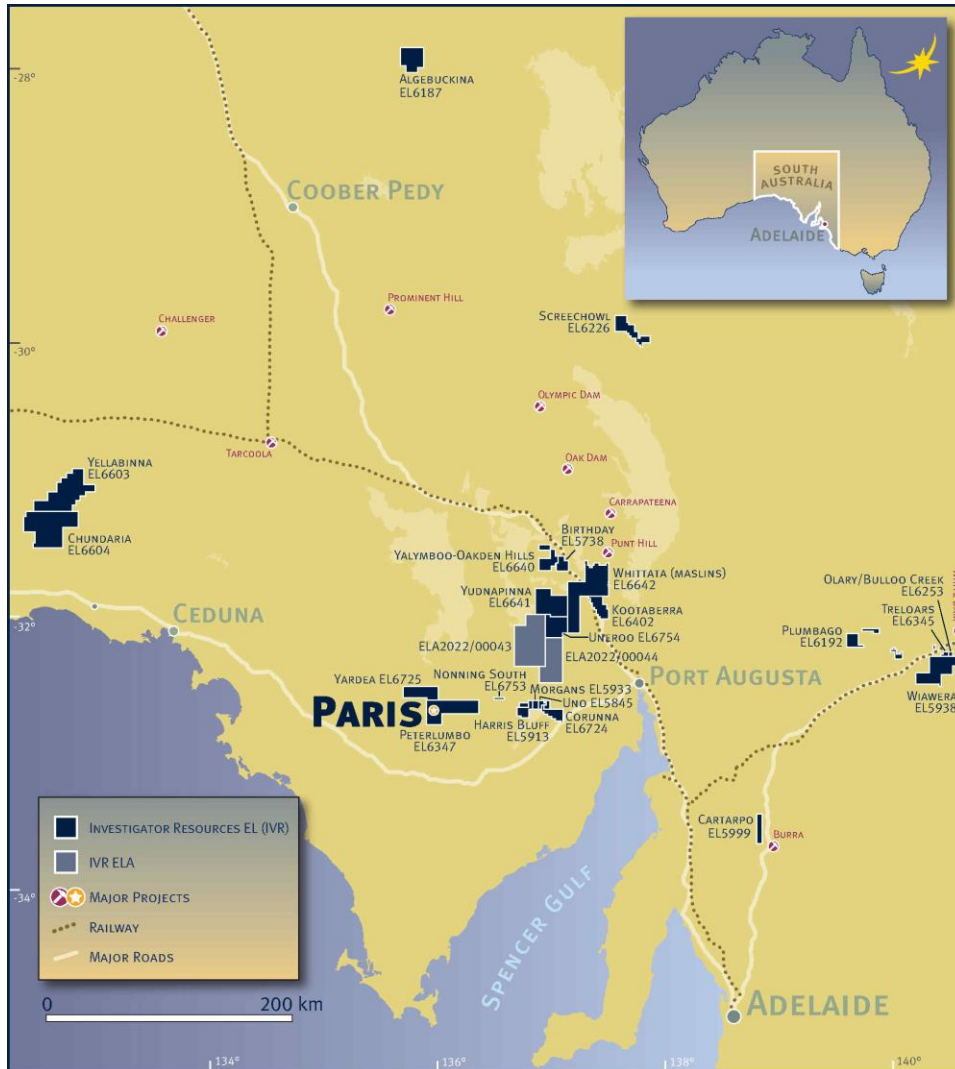 -28°
ALGEBUCKINA
EL6187
SOUTH
AUSTRALIA
ADELAIDE
COOBER PEDY
PROMINENT HILL
CHALLENGER
SCREECHOWL
EL6226
-30°
OLYMPIC DAM
TARCOOLA
OAK DAM
YELLABINNA
EL6603
CARRAPATEENA
CHUNDARIA
EL6604
BIRTHDAY
EL5738
PUNT HILL
YALYMBOO-OAKDEN HILLS
EL6640
WHITTATA (MASLINS)
EL6642
OLARY/BULLOO CREEK
EL6253
YUDNAPINNA
EL6641
KOOTABERRA
EL6402
TRELOARS
EL6345
CEDUNA
-32°
UNEROO EL6754
PLUMBAGO
EL6192
ELA2022/00043
ELA2022/00044
NONNING SOUTH
EL6753
PORT AUGUSTA
YARDEA EL6725
MORGANS EL5933
UNO EL5845
WIAWERA
EL5938
PARIS
PETERLUMBO
EL6347
HARRIS BLUFF
EL5913
CORUNNA
EL6724
INVESTIGATOR RESOURCES EL (IVR)
IVR ELA
MAJOR PROJECTS
RAILWAY
MAJOR ROADS
CARTARPO
EL5999
BURRA
-34°
SPENCER GULF
0 200 km
ADELAIDE
134° 136° 138° 140°